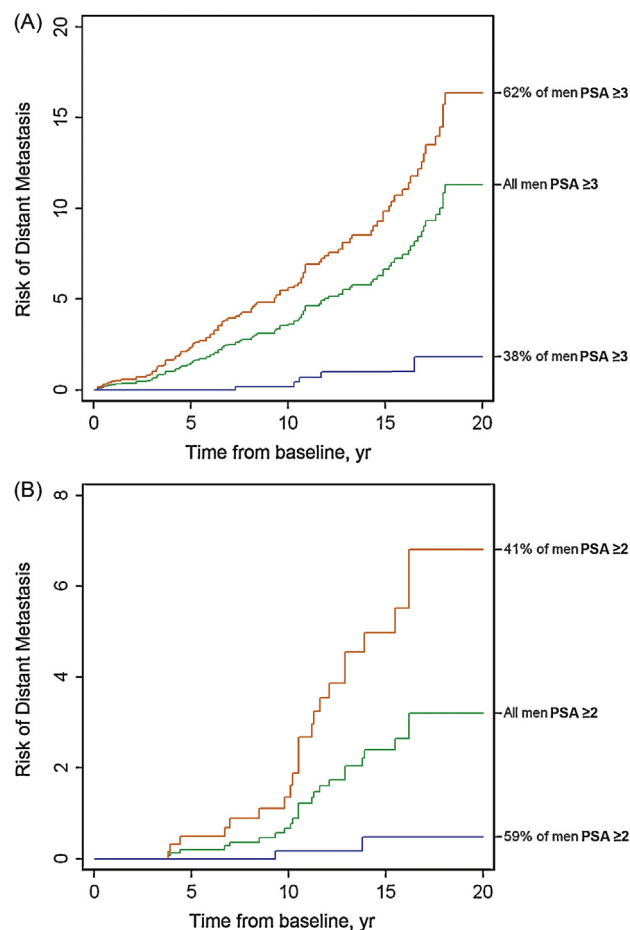 (A)
20
15
10
5
0
Risk of Distant Metastasis
62% of men PSA ≥3
All men PSA ≥3
38% of men PSA ≥3
0 5 10 15 20
Time from baseline, yr
(B)
8
6
4
2
0
Risk of Distant Metastasis
41% of men PSA ≥2
All men PSA ≥2
59% of men PSA ≥2
0 5 10 15 20
Time from baseline, yr